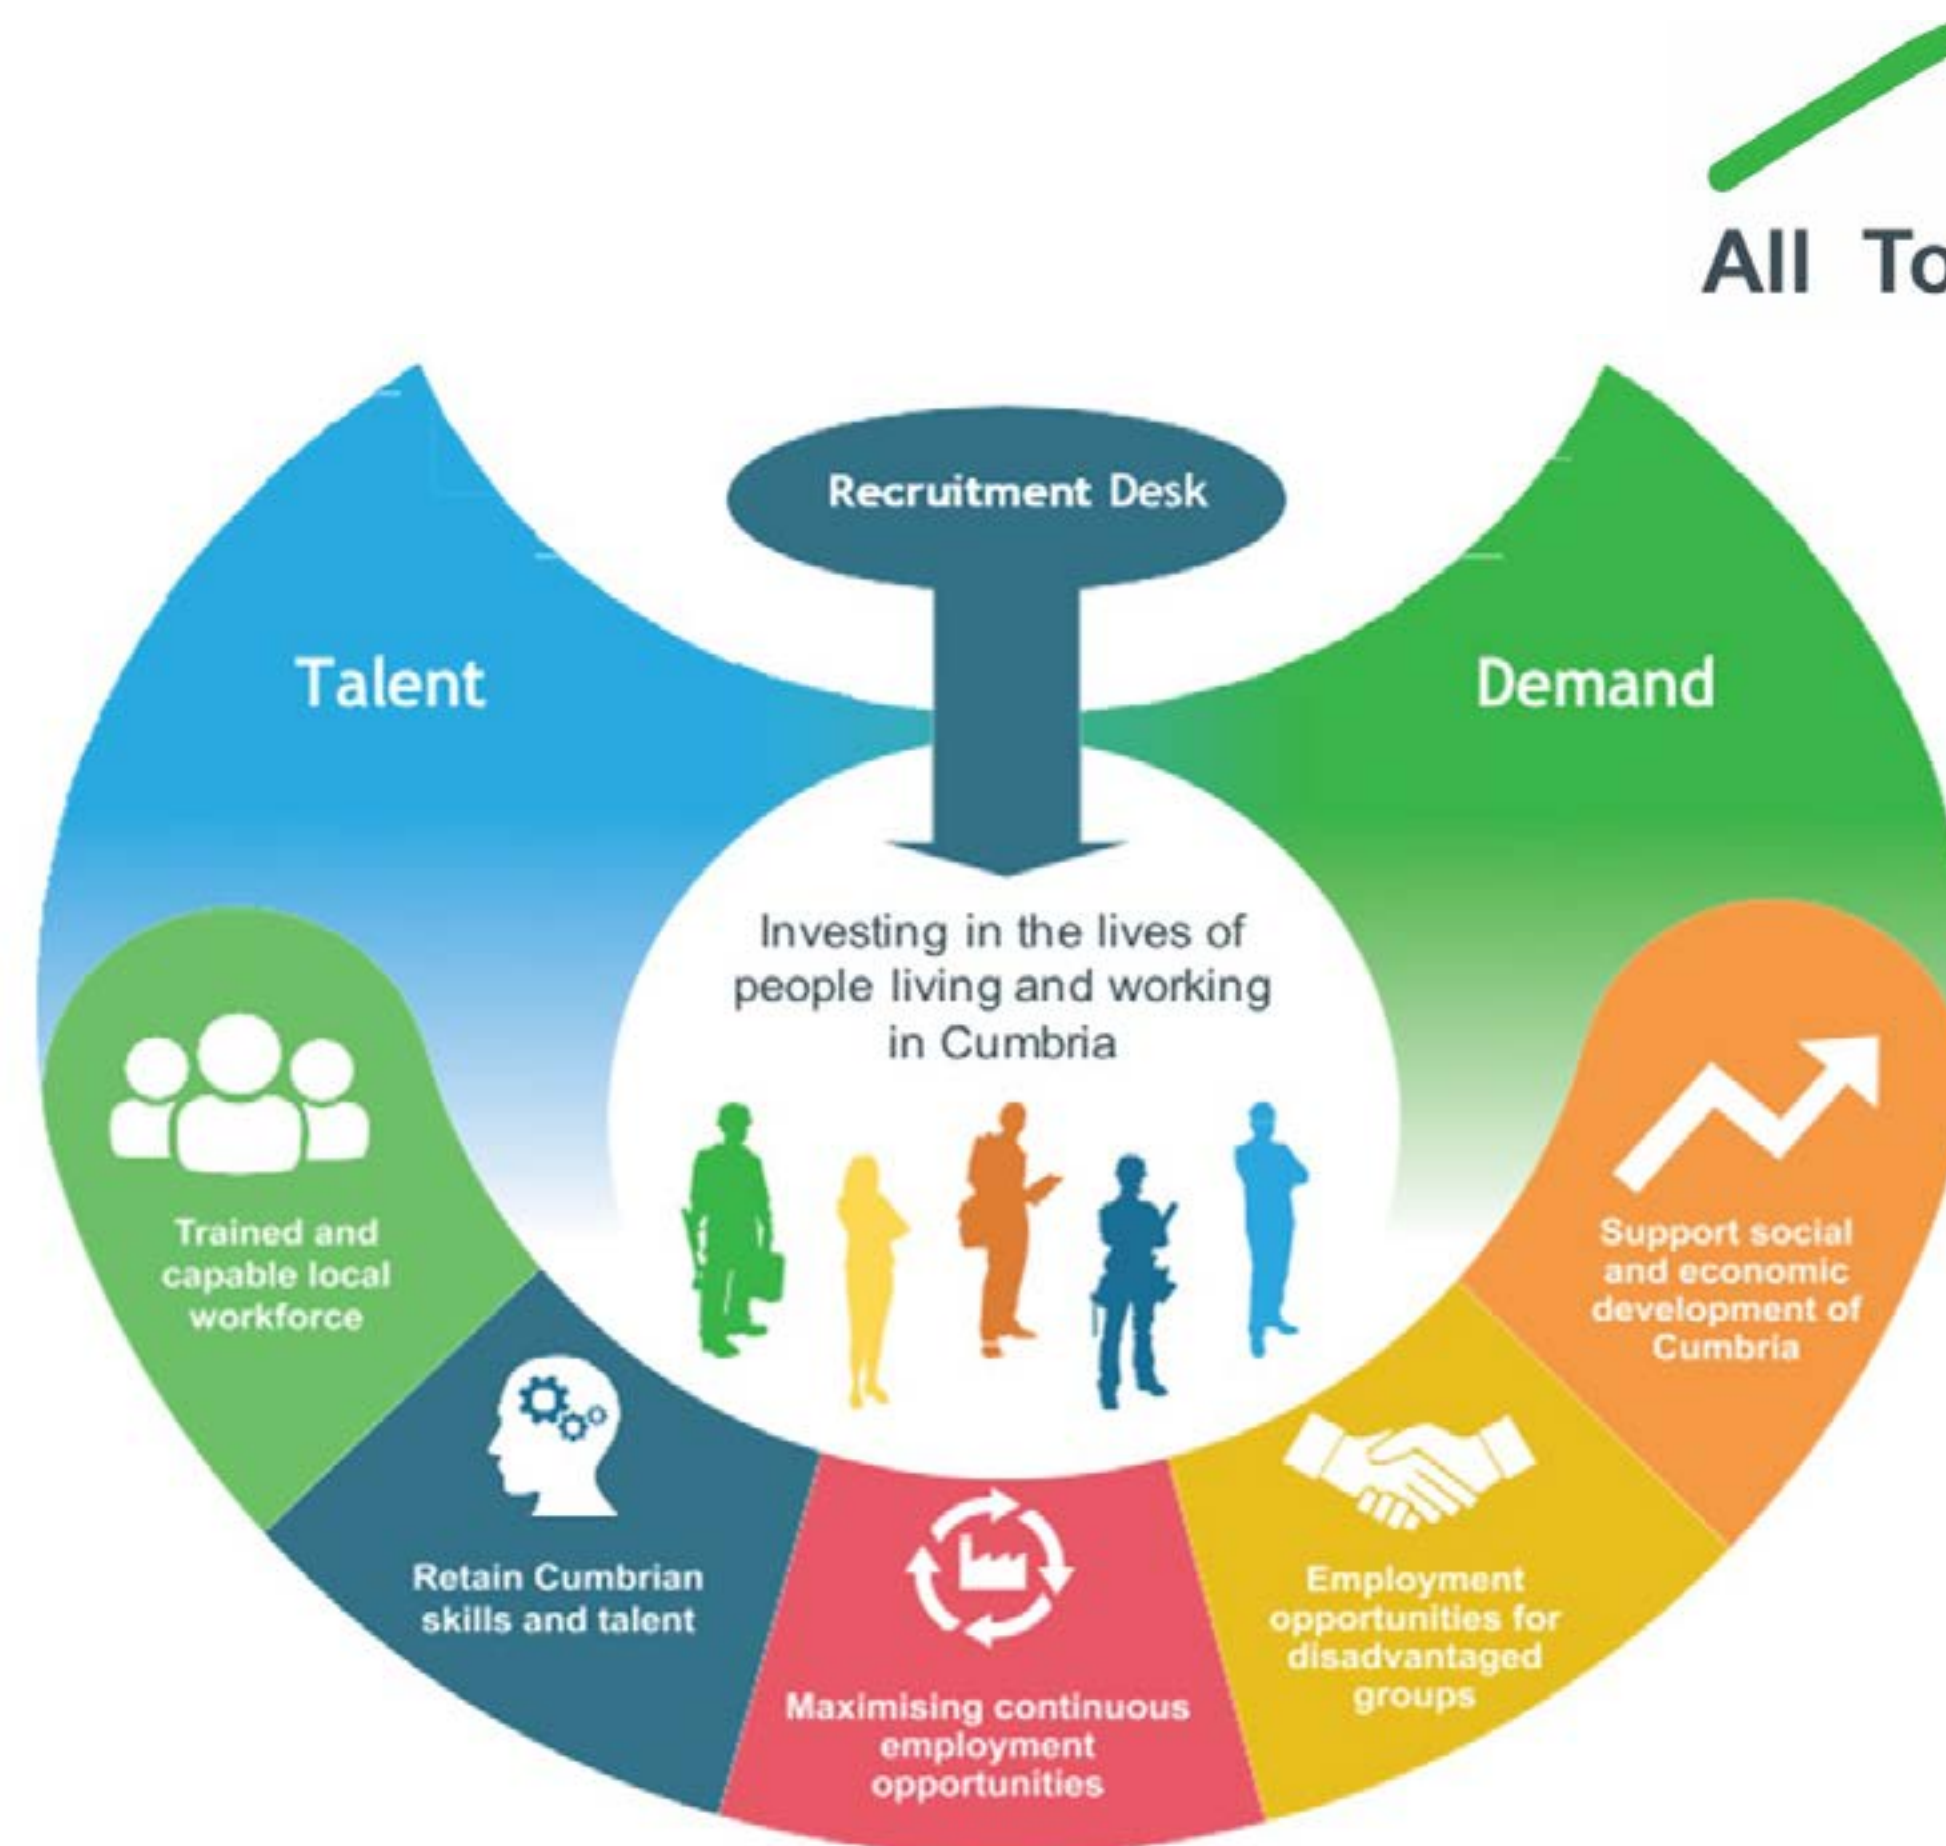 All To
Recruitment Desk
Talent
Demand
Investing in the lives of
people living and working
in Cumbria
Trained and
capable local
workforce
Retain Cumbrian
skills and talent
Maximising continuous
employment
opportunities
Employment
opportunities for
disadvantaged
groups
Support social
and economic
development of
Cumbria